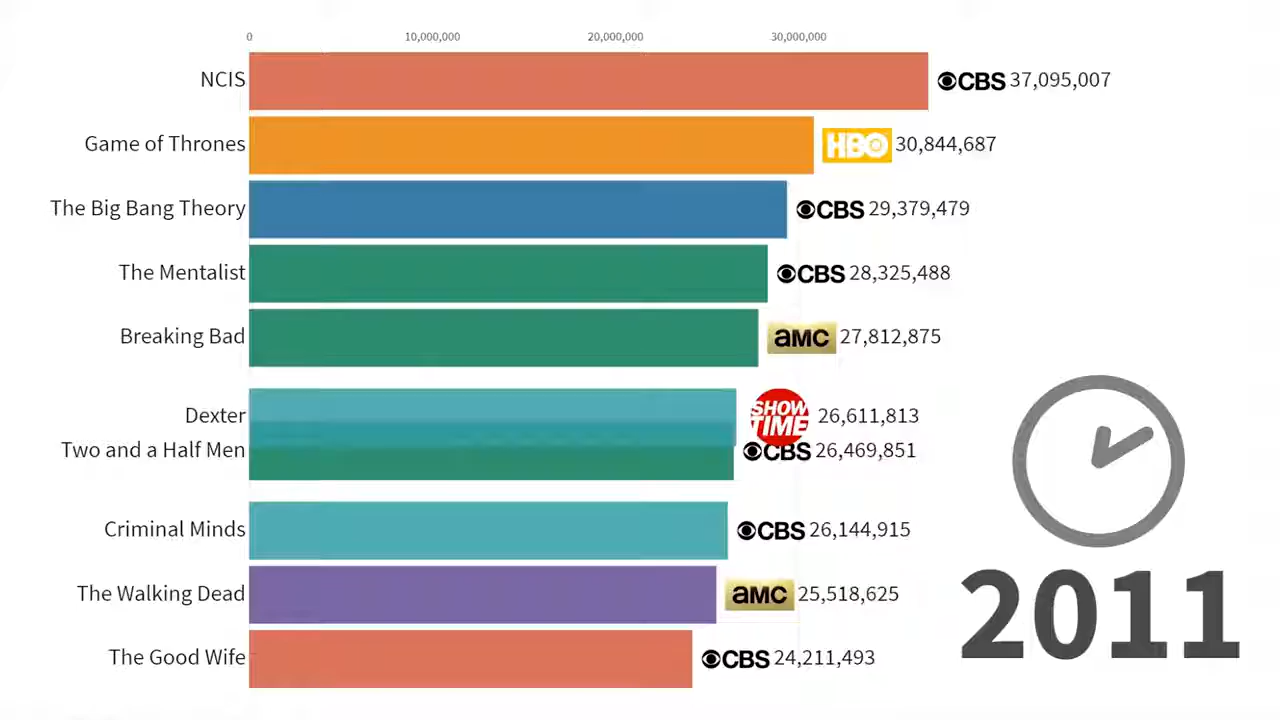 0 10,000,000 20,000,000 30,000,000
NCIS CBS 37,095,007
Game of Thrones HBO 30,844,687
The Big Bang Theory CBS 29,379,479
The Mentalist CBS 28,325,488
Breaking Bad aMC 27,812,875
Dexter SHOW TIME 26,611,813
Two and a Half Men CBS 26,469,851
Criminal Minds CBS 26,144,915
The Walking Dead aMC 25,518,625
The Good Wife CBS 24,211,493
2011